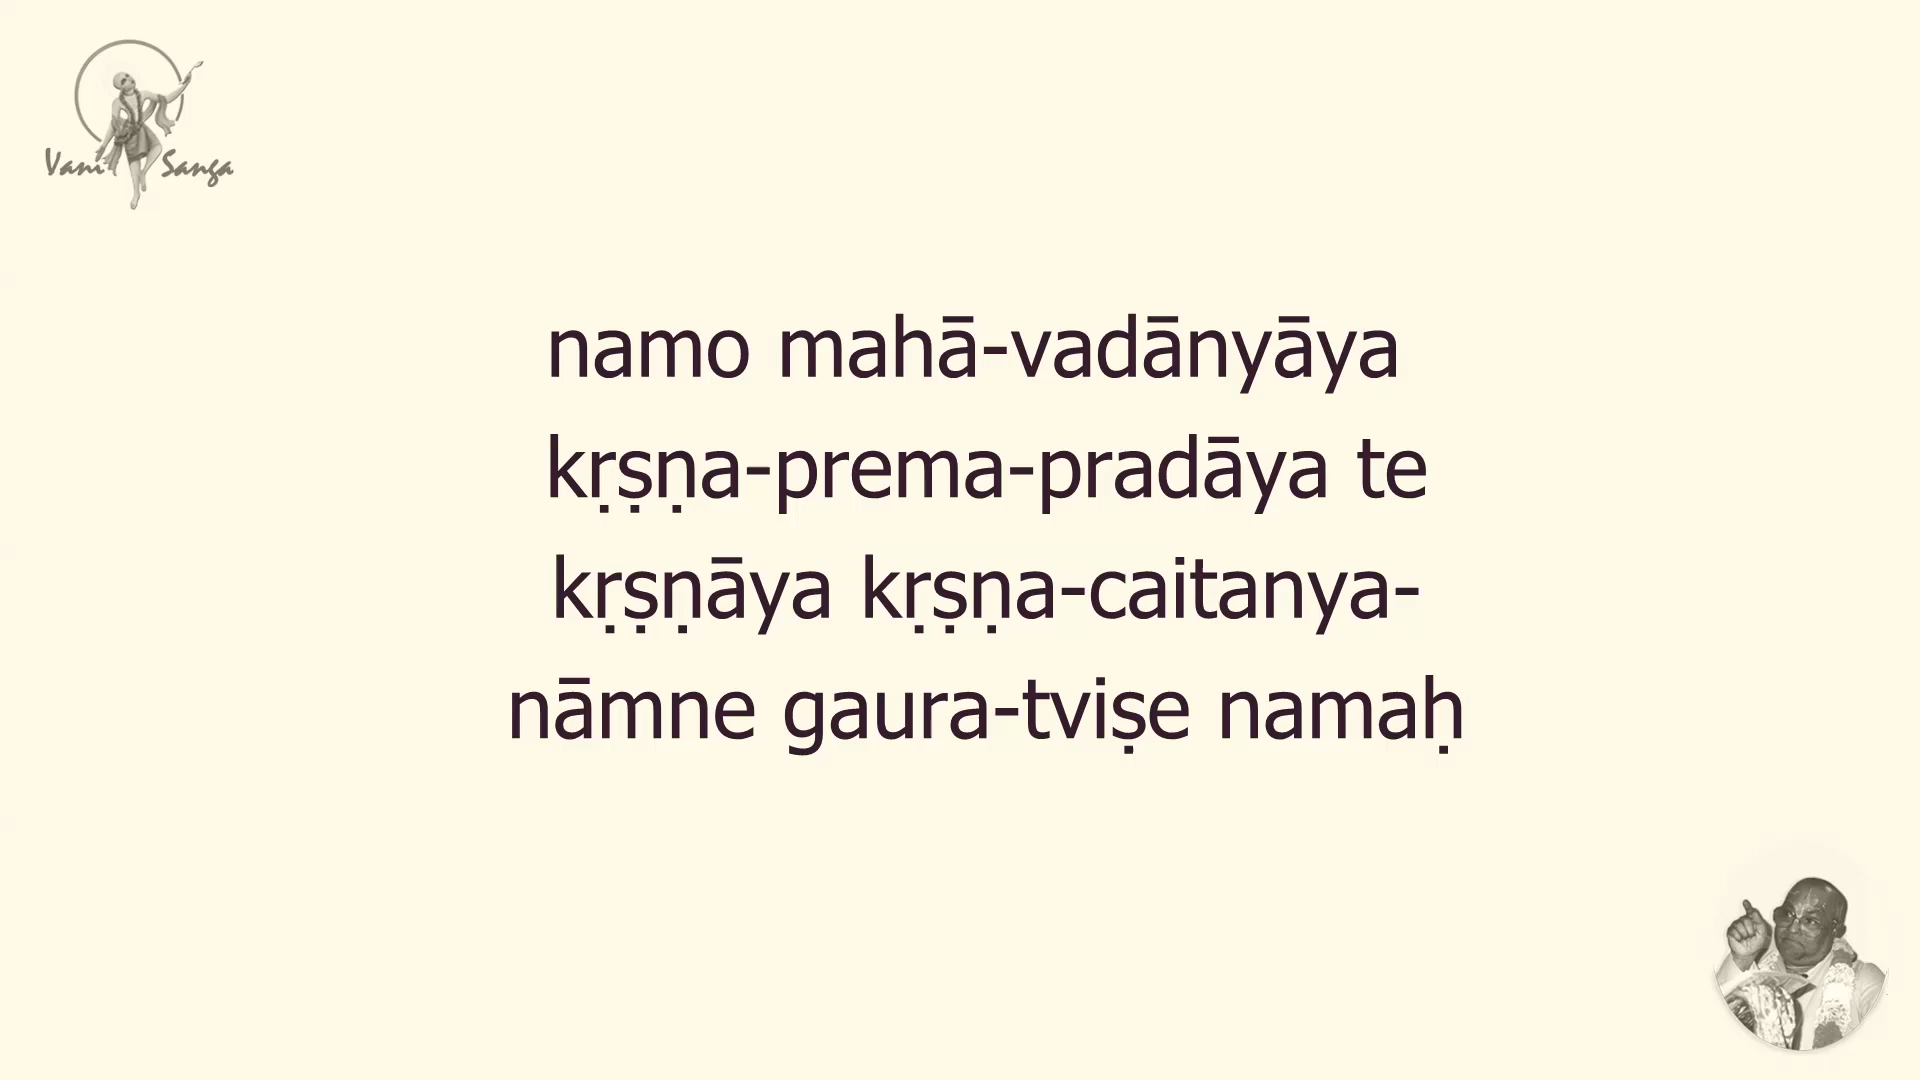 Vani Sanga
namo mahā-vadānyāya
kṛṣṇa-prema-pradāya te
kṛṣṇāya kṛṣṇa-caitanya-
nāmne gaura-tviṣe namaḥ